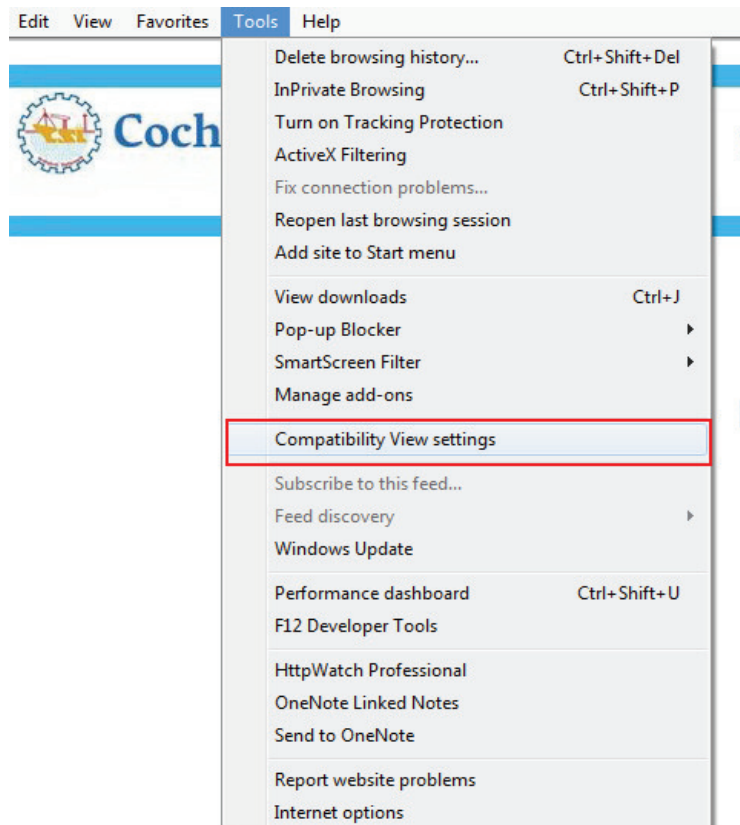 Edit View Favorites Tools Help
Delete browsing history... Ctrl+Shift+Del
InPrivate Browsing Ctrl+Shift+P
Turn on Tracking Protection
ActiveX Filtering
Fix connection problems...
Reopen last browsing session
Add site to Start menu
CSL Coch
View downloads Ctrl+J
Pop-up Blocker
SmartScreen Filter
Manage add-ons
Compatibility View settings
Subscribe to this feed...
Feed discovery
Windows Update
Performance dashboard Ctrl+Shift+U
F12 Developer Tools
HttpWatch Professional
OneNote Linked Notes
Send to OneNote
Report website problems
Internet options